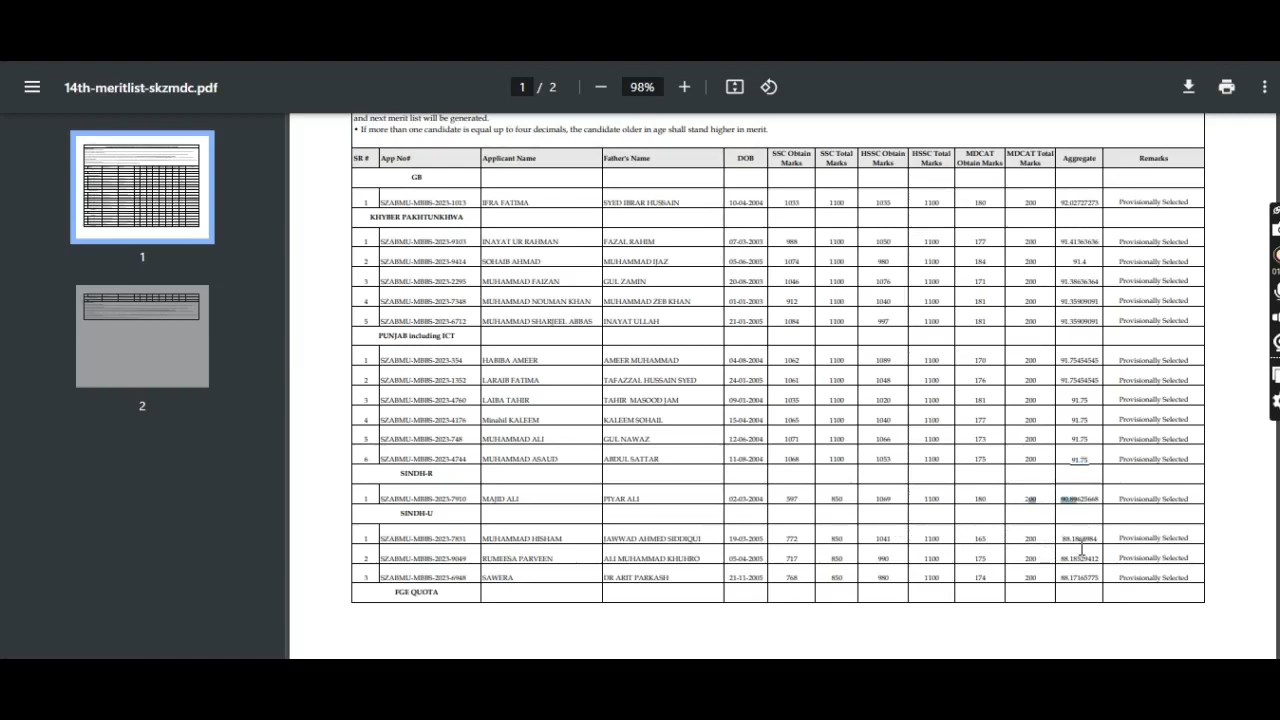 14th-meritlist-skzmdc.pdf 1 / 2 98%
and next merit list will be generated.
• If more than one candidate is equal up to four decimals, the candidate older in age shall stand higher in merit.
SR # App No# Applicant Name Father's Name DOB SSC Obtain Marks SSC Total Marks HSSC Obtain Marks HSSC Total Marks MDCAT Obtain Marks MDCAT Total Marks Aggregate Remarks
GB
1 SZABMU-MBBS-2023-1013 IFRA FATIMA SYED IBRAR HUSSAIN 10-04-2004 1033 1100 1035 1100 180 200 92.02727273 Provisionally Selected
KHYBER PAKHTUNKHWA
1 SZABMU-MBBS-2023-9103 INAYAT UR RAHMAN FAZAL RAHIM 07-03-2003 988 1100 1050 1100 177 200 91.41363636 Provisionally Selected
2 SZABMU-MBBS-2023-9414 SOHAIB AHMAD MUHAMMAD IJAZ 05-06-2005 1074 1100 980 1100 184 200 91.4 Provisionally Selected
3 SZABMU-MBBS-2023-2295 MUHAMMAD FAIZAN GUL ZAMIN 20-08-2003 1046 1100 1076 1100 171 200 91.38636364 Provisionally Selected
4 SZABMU-MBBS-2023-7348 MUHAMMAD NOUMAN KHAN MUHAMMAD ZEB KHAN 01-01-2003 912 1100 1040 1100 181 200 91.35909091 Provisionally Selected
5 SZABMU-MBBS-2023-6712 MUHAMMAD SHARJEEL ABBAS INAYAT ULLAH 21-01-2005 1084 1100 997 1100 181 200 91.35909091 Provisionally Selected
PUNJAB including ICT
1 SZABMU-MBBS-2023-354 HABIBA AMEER AMEER MUHAMMAD 04-08-2004 1062 1100 1089 1100 170 200 91.75454545 Provisionally Selected
2 SZABMU-MBBS-2023-1352 LARAIB FATIMA TAFAZZAL HUSSAIN SYED 24-01-2005 1061 1100 1048 1100 176 200 91.75454545 Provisionally Selected
3 SZABMU-MBBS-2023-4760 LAIBA TAHIR TAHIR MASOOD JAM 09-01-2004 1035 1100 1020 1100 181 200 91.75 Provisionally Selected
4 SZABMU-MBBS-2023-4176 Minahil KALEEM KALEEM SOHAIL 15-04-2004 1065 1100 1040 1100 177 200 91.75 Provisionally Selected
5 SZABMU-MBBS-2023-748 MUHAMMAD ALI GUL NAWAZ 12-06-2004 1071 1100 1066 1100 173 200 91.75 Provisionally Selected
6 SZABMU-MBBS-2023-4744 MUHAMMAD ASAUD ABDUL SATTAR 11-08-2004 1068 1100 1053 1100 175 200 91.75 Provisionally Selected
SINDH-R
1 SZABMU-MBBS-2023-7910 MAJID ALI PIYAR ALI 02-03-2004 597 850 1069 1100 180 200 Provisionally Selected
SINDH-U
1 SZABMU-MBBS-2023-7831 MUHAMMAD HISHAM JAWWAD AHMED SIDDIQUI 19-03-2005 772 850 1041 1100 165 200 Provisionally Selected
2 SZABMU-MBBS-2023-9049 RUMEESA PARVEEN ALI MUHAMMAD KHUHRO 05-04-2005 717 850 990 1100 175 200 88.18529412 Provisionally Selected
3 SZABMU-MBBS-2023-6948 SAWERA DR ARIT PARKASH 21-11-2005 768 850 980 1100 174 200 88.17165775 Provisionally Selected
FGE QUOTA
1
2